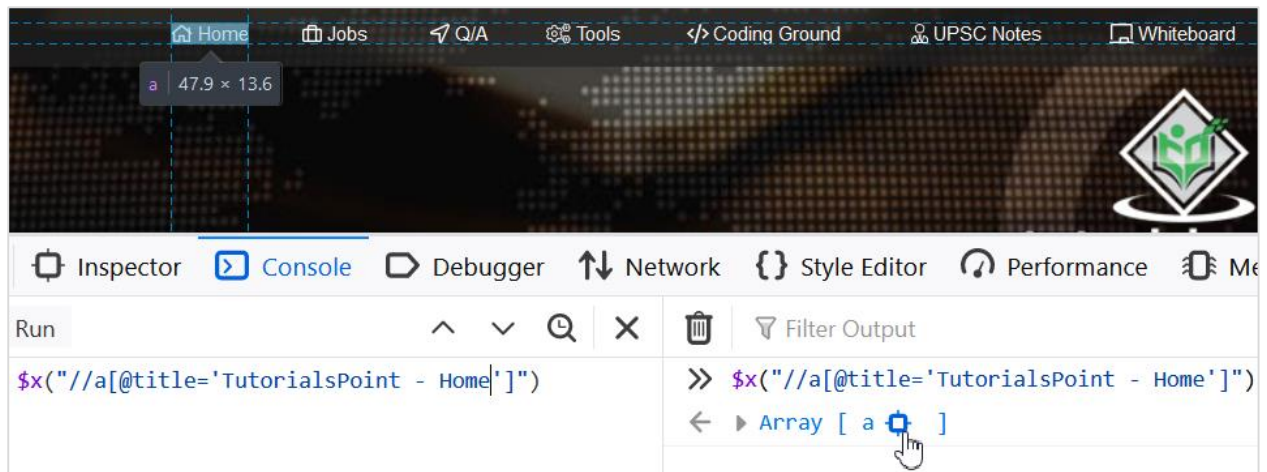 Home Jobs Q/A Tools </> Coding Ground UPSC Notes Whiteboard
a 47.9 × 13.6
Inspector Console Debugger Network {} Style Editor Performance Me
Run Filter Output
$x("//a[@title='TutorialsPoint - Home']") >> $x("//a[@title='TutorialsPoint - Home']")
Array [ a ]